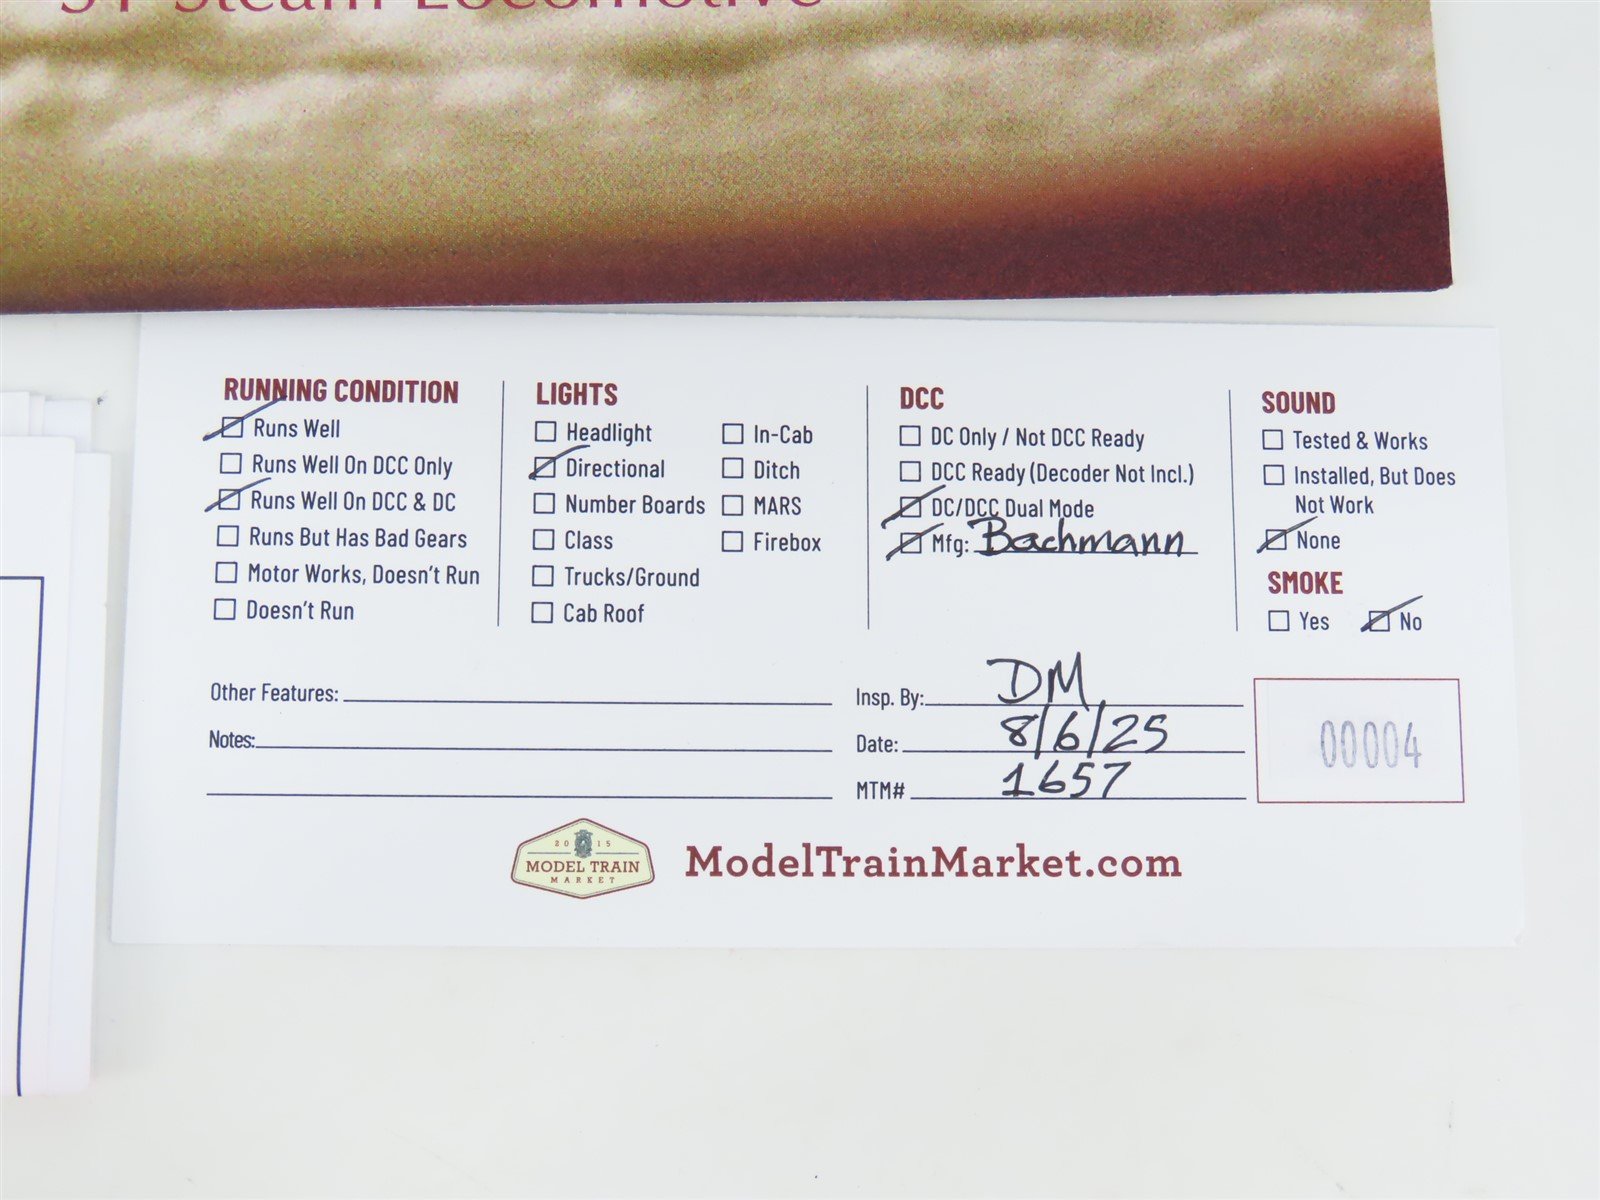 Steam Locomotive
RUNNING CONDITION
Runs Well
Runs Well On DCC Only
Runs Well On DCC & DC
Runs But Has Bad Gears
Motor Works, Doesn't Run
Doesn't Run
LIGHTS
Headlight
Directional
Number Boards
Class
Trucks/Ground
Cab Roof
In-Cab
Ditch
MARS
Firebox
DCC
DC Only / Not DCC Ready
DCC Ready (Decoder Not Incl.)
DC/DCC Dual Mode
Mfg: Bachmann
SOUND
Tested & Works
Installed, But Does
Not Work
None
SMOKE
Yes No
Other Features:
Notes:
Insp. By: DM
Date: 8/6/25
MTM# 1657
00004
2015
MODEL TRAIN
MARKET
ModelTrainMarket.com